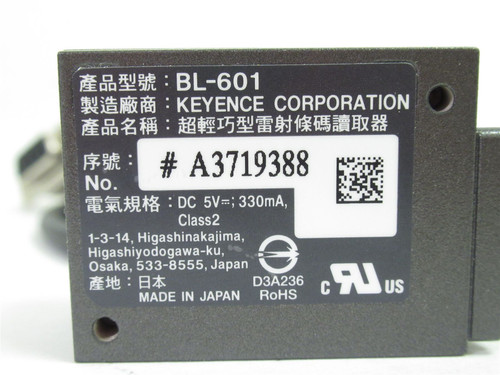 產品型號：BL-601
製造廠商：KEYENCE CORPORATION
產品名稱：超輕巧型雷射條碼讀取器
序號：
No.
# A3719388
電氣規格：DC 5V⎓; 330mA,
Class2
1-3-14, Higashinakajima,
Higashiyodogawa-ku,
Osaka, 533-8555, Japan
產地：日本
MADE IN JAPAN
D3A236
RoHS
c RU US